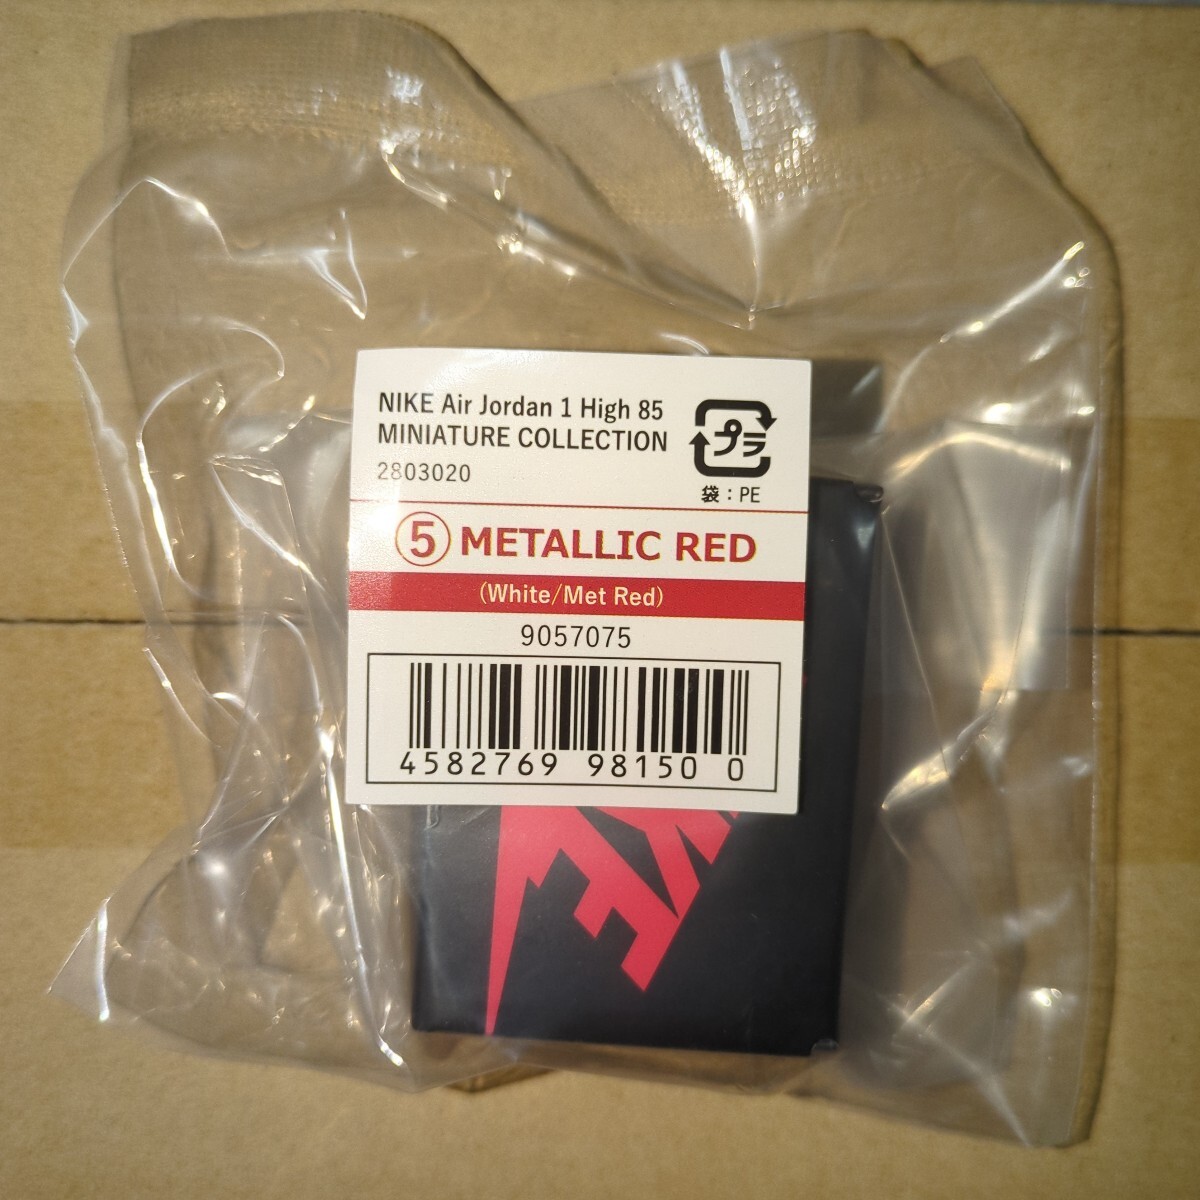 NIKE Air Jordan 1 High 85
MINIATURE COLLECTION
2803020
プラ
袋：PE
⑤ METALLIC RED
(White/Met Red)
9057075
4582769 98150 0